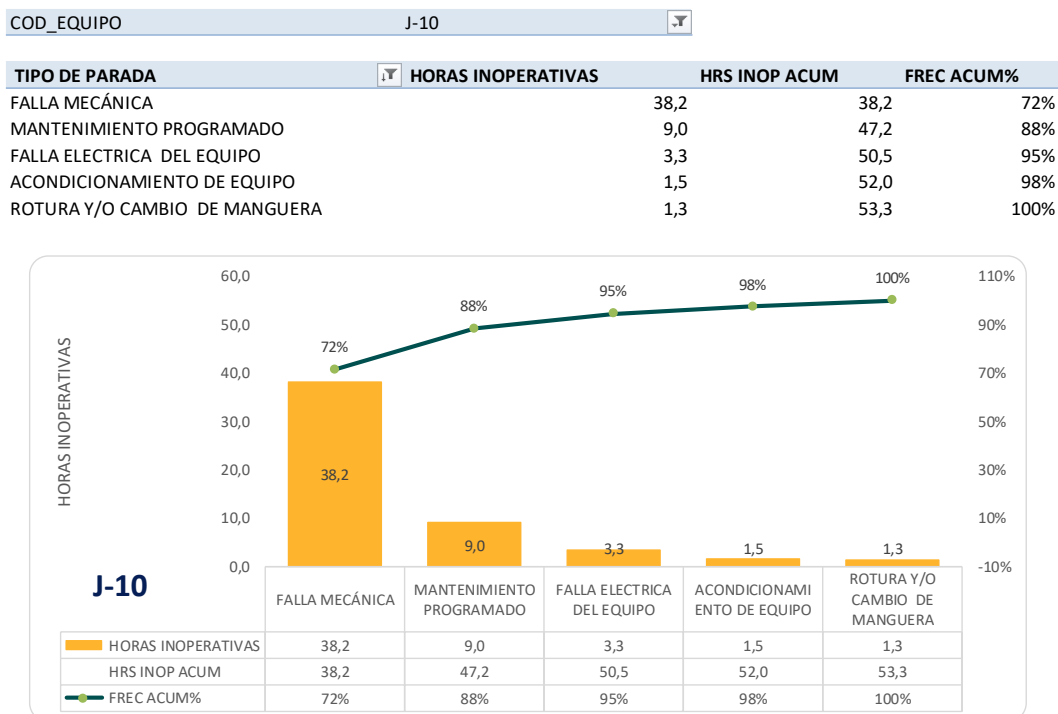 COD_EQUIPO J-10
TIPO DE PARADA HORAS INOPERATIVAS HRS INOP ACUM FREC ACUM%
FALLA MECÁNICA 38,2 38,2 72%
MANTENIMIENTO PROGRAMADO 9,0 47,2 88%
FALLA ELECTRICA DEL EQUIPO 3,3 50,5 95%
ACONDICIONAMIENTO DE EQUIPO 1,5 52,0 98%
ROTURA Y/O CAMBIO DE MANGUERA 1,3 53,3 100%
HORAS INOPERATIVAS
60,0
50,0
40,0
30,0
20,0
10,0
0,0
72%
88%
95%
98%
100%
38,2
9,0
3,3
1,5
1,3
110%
90%
70%
50%
30%
10%
-10%
J-10
FALLA MECÁNICA
MANTENIMIENTO
PROGRAMADO
FALLA ELECTRICA
DEL EQUIPO
ACONDICIONAMI
ENTO DE EQUIPO
ROTURA Y/O
CAMBIO DE
MANGUERA
HORAS INOPERATIVAS 38,2 9,0 3,3 1,5 1,3
HRS INOP ACUM 38,2 47,2 50,5 52,0 53,3
FREC ACUM% 72% 88% 95% 98% 100%